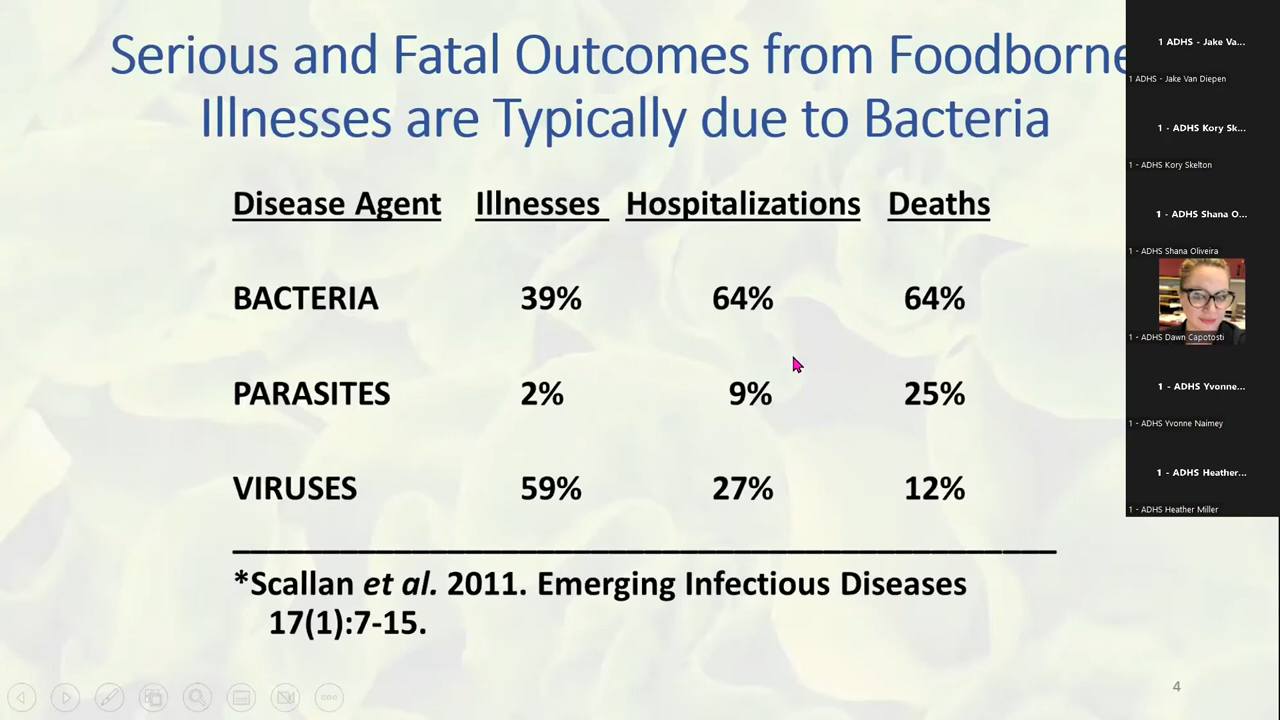 Serious and Fatal Outcomes from Foodborne
Illnesses are Typically due to Bacteria
Disease Agent Illnesses Hospitalizations Deaths
BACTERIA 39% 64% 64%
PARASITES 2% 9% 25%
VIRUSES 59% 27% 12%
*Scallan et al. 2011. Emerging Infectious Diseases
17(1):7-15.
4
1 ADHS - Jake Va...
1 ADHS - Jake Van Diepen
1 - ADHS Kory Sk...
1 - ADHS Kory Skelton
1 - ADHS Shana O...
1 - ADHS Shana Oliveira
1 - ADHS Dawn Capotosti
1 - ADHS Yvonne...
1 - ADHS Yvonne Naimey
1 - ADHS Heather...
1 - ADHS Heather Miller